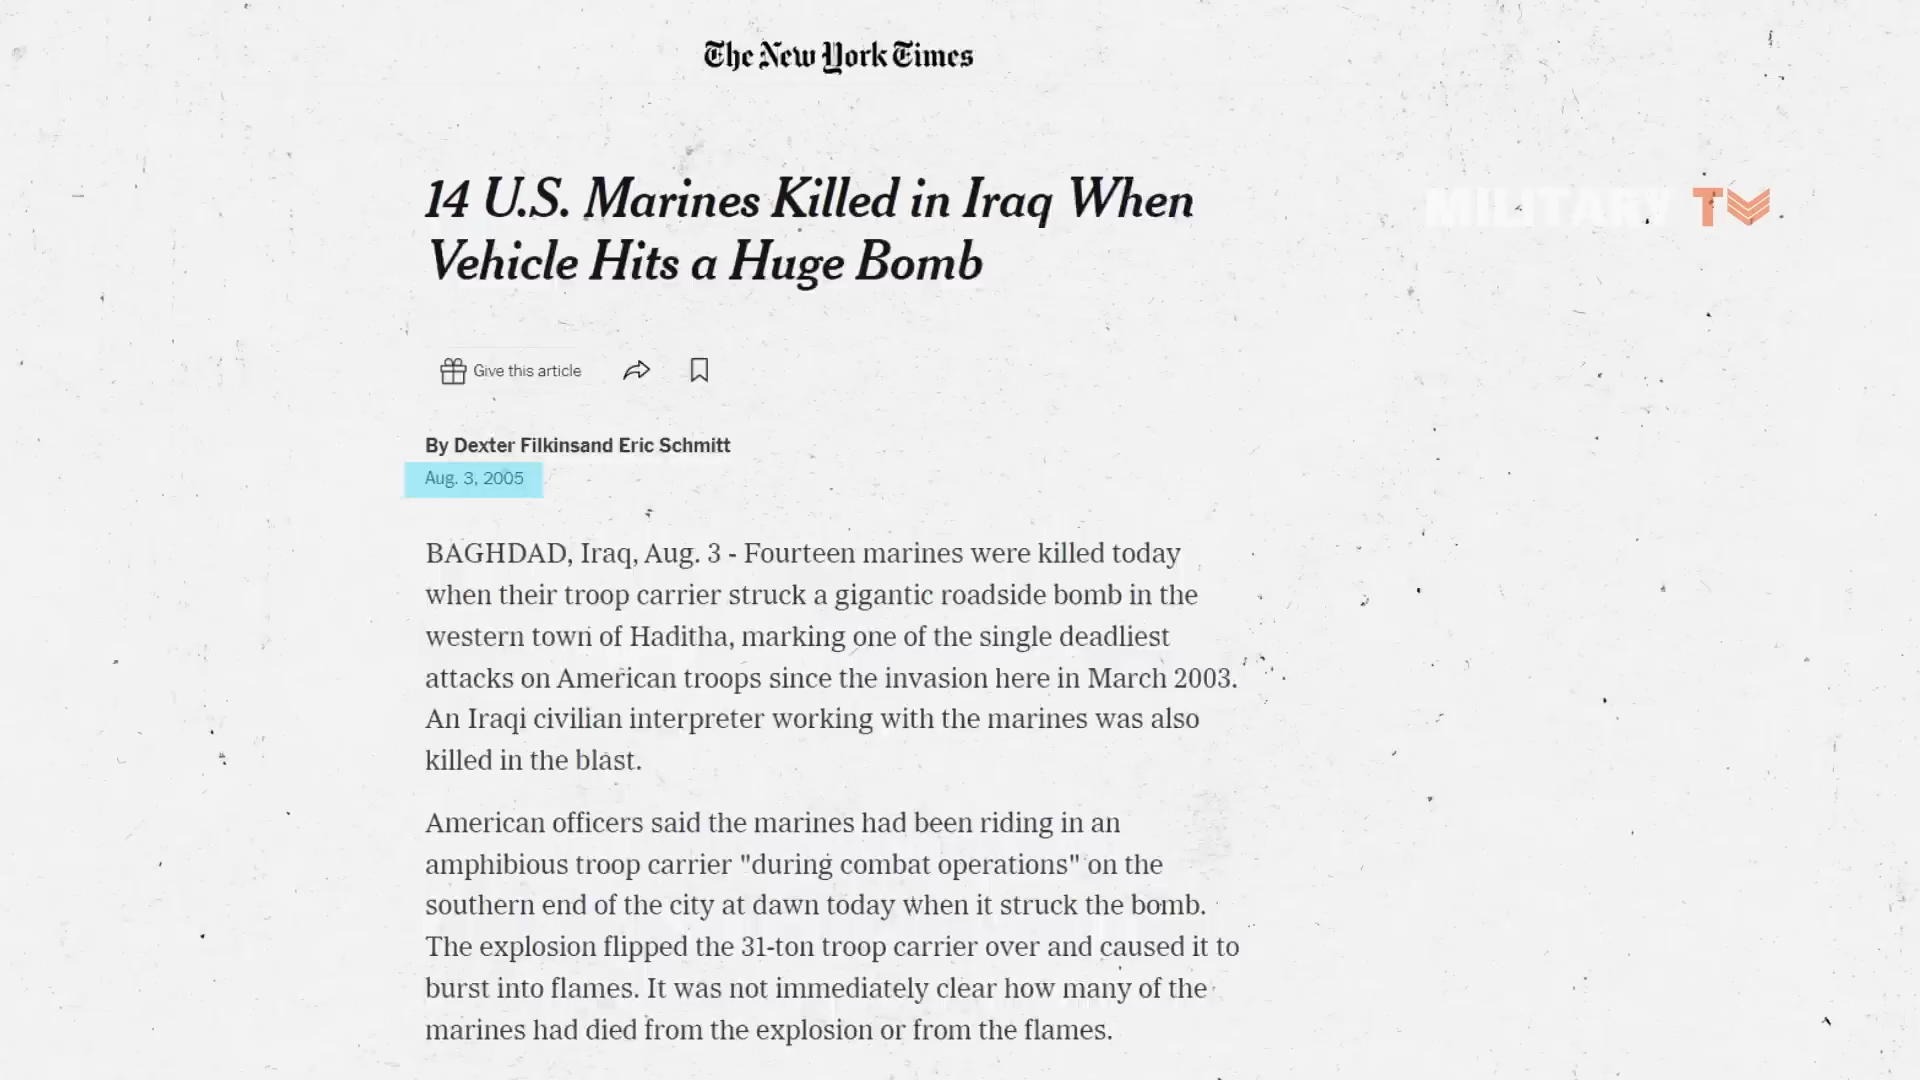 The New York Times
14 U.S. Marines Killed in Iraq When
Vehicle Hits a Huge Bomb
MILITARY TV
Give this article
By Dexter Filkinsand Eric Schmitt
Aug. 3, 2005
BAGHDAD, Iraq, Aug. 3 - Fourteen marines were killed today
when their troop carrier struck a gigantic roadside bomb in the
western town of Haditha, marking one of the single deadliest
attacks on American troops since the invasion here in March 2003.
An Iraqi civilian interpreter working with the marines was also
killed in the blast.
American officers said the marines had been riding in an
amphibious troop carrier "during combat operations" on the
southern end of the city at dawn today when it struck the bomb.
The explosion flipped the 31-ton troop carrier over and caused it to
burst into flames. It was not immediately clear how many of the
marines had died from the explosion or from the flames.